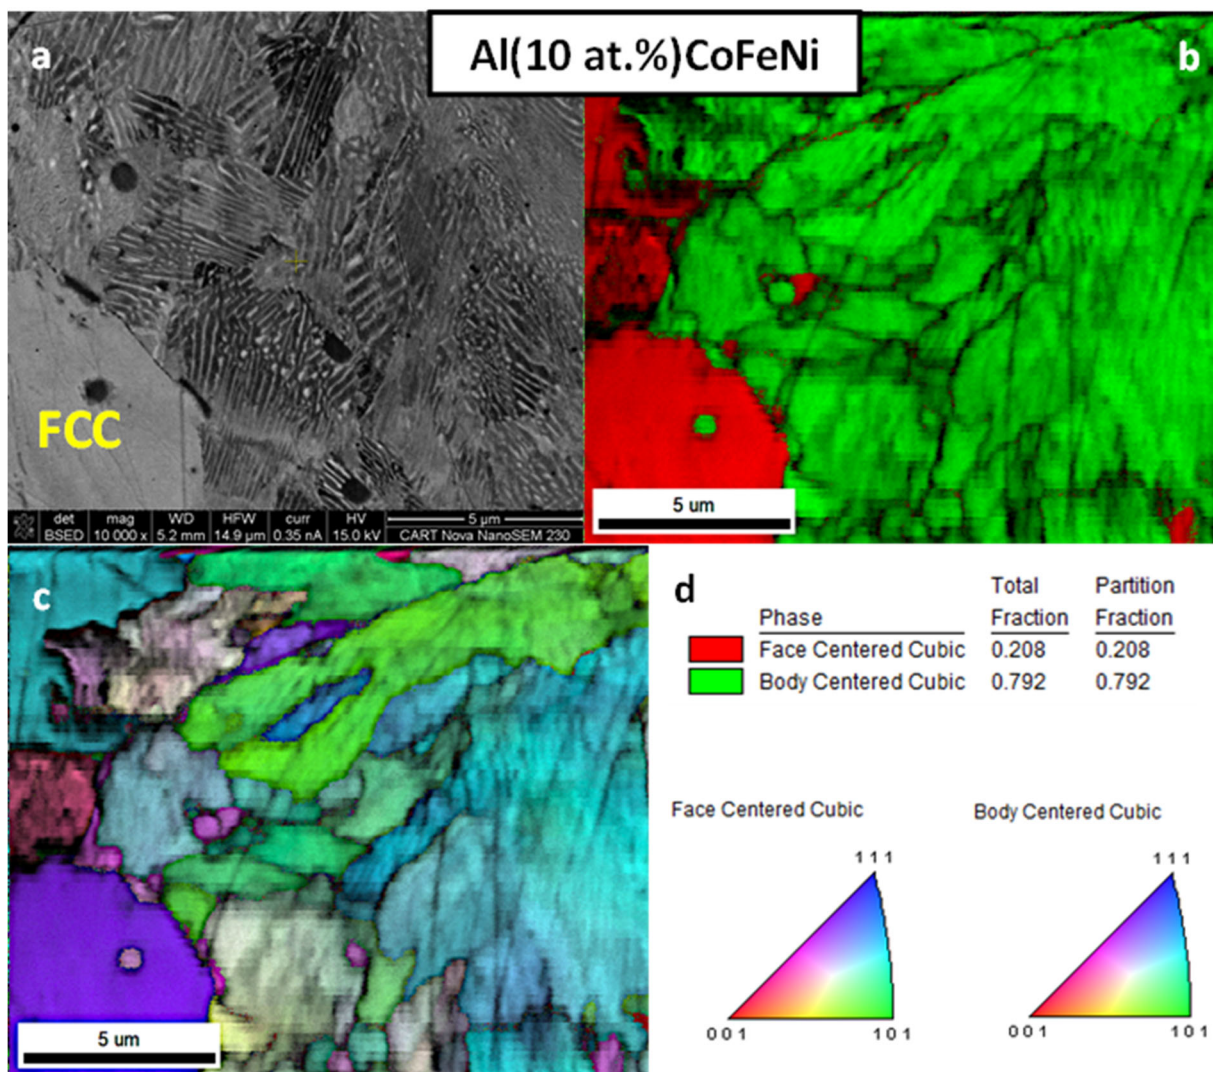 Al(10 at.%)CoFeNi
a
b
FCC
det mag WD HFW curr HV 5 µm
BSED 10 000 x 5.2 mm 14.9 µm 0.35 nA 15.0 kV CART Nova NanoSEM 230
5 um
c
5 um
d
Total Partition
Phase Fraction Fraction
Face Centered Cubic 0.208 0.208
Body Centered Cubic 0.792 0.792
Face Centered Cubic Body Centered Cubic
1 1 1 1 1 1
0 0 1 1 0 1 0 0 1 1 0 1